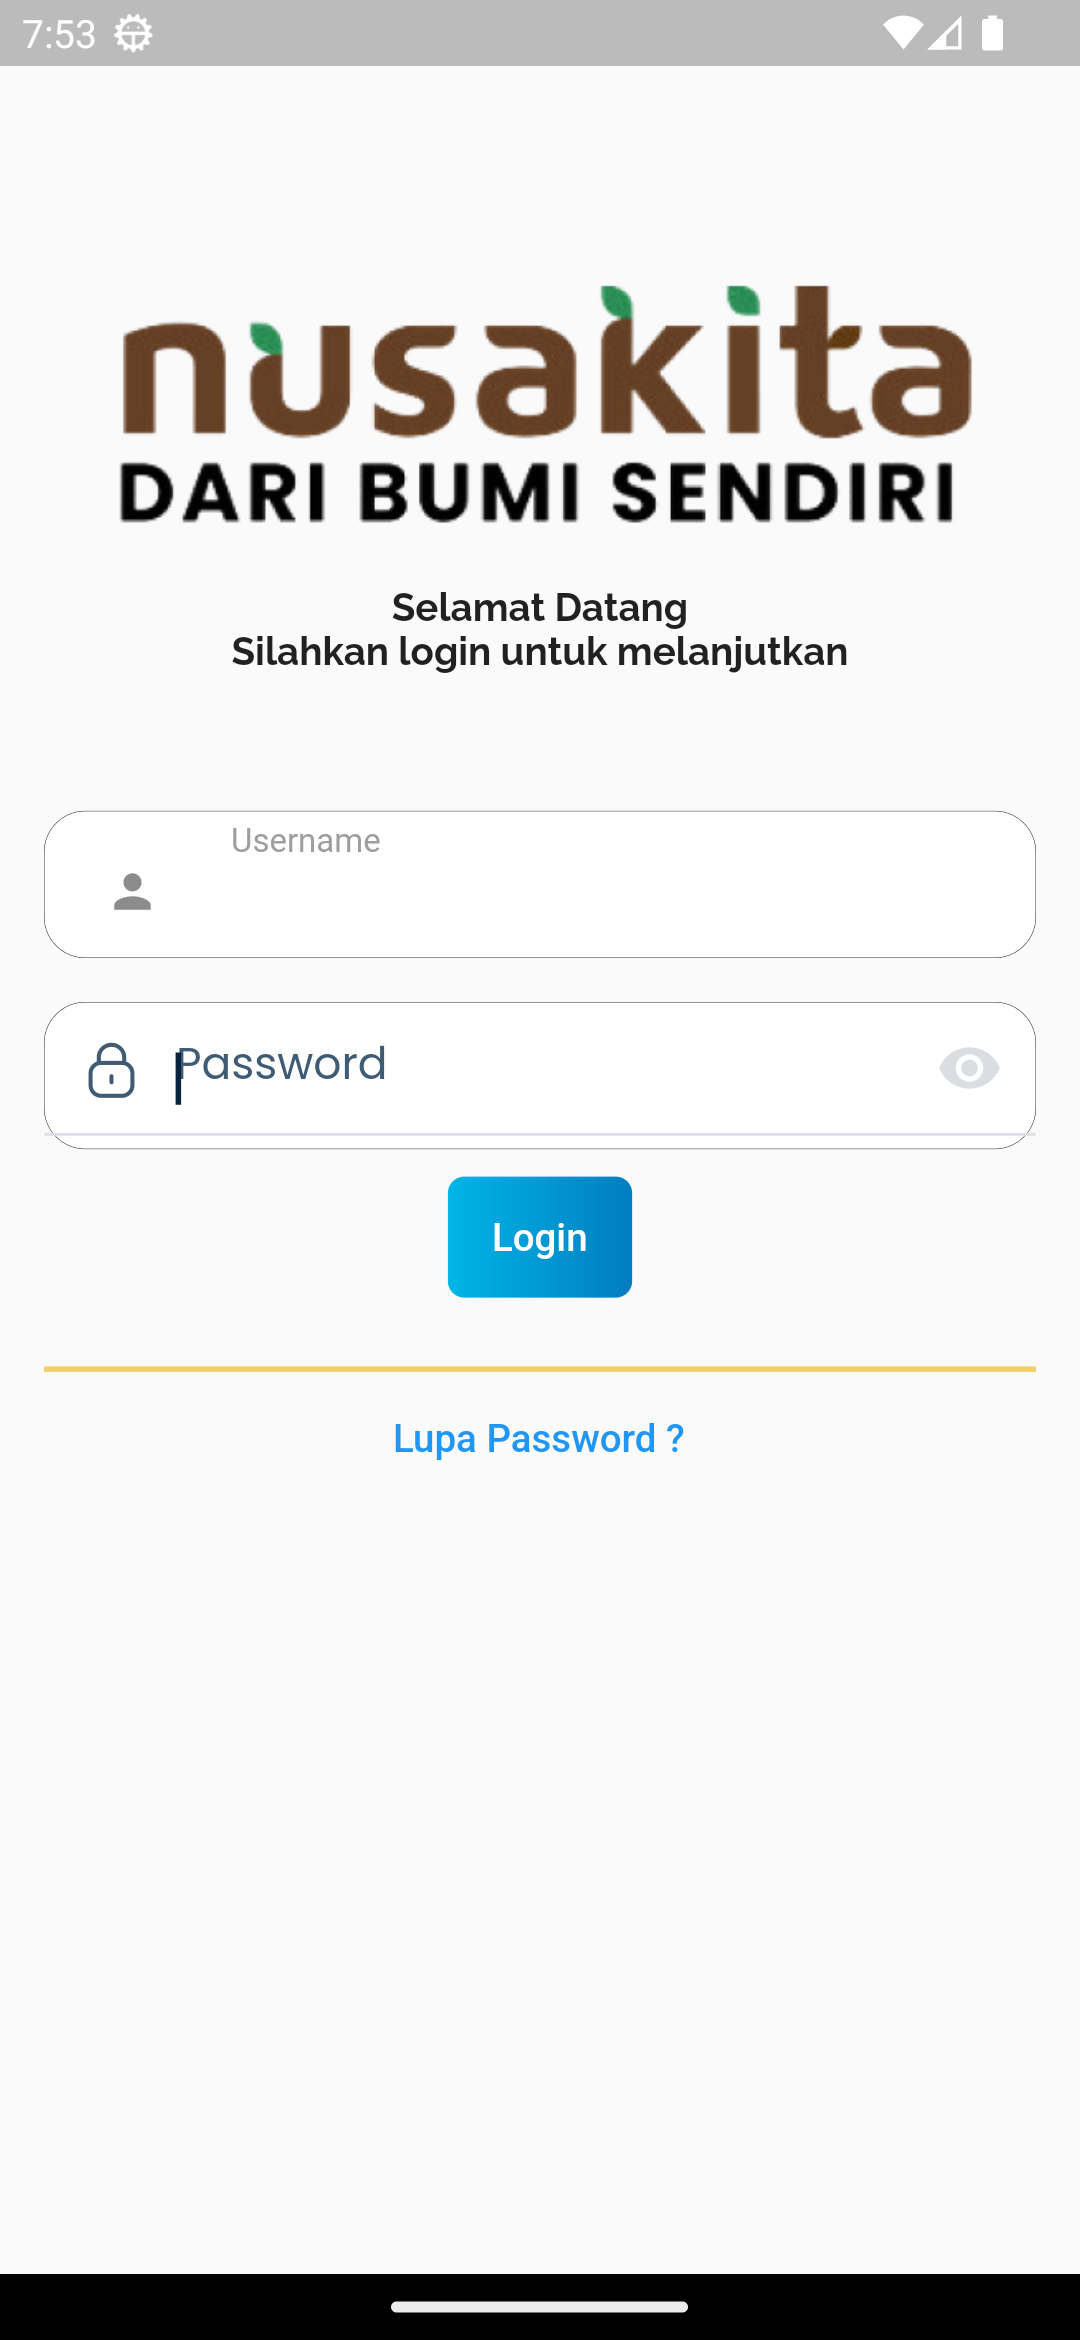 7:53
nusakita
DARI BUMI SENDIRI
Selamat Datang
Silahkan login untuk melanjutkan
Username
Password
Login
Lupa Password ?